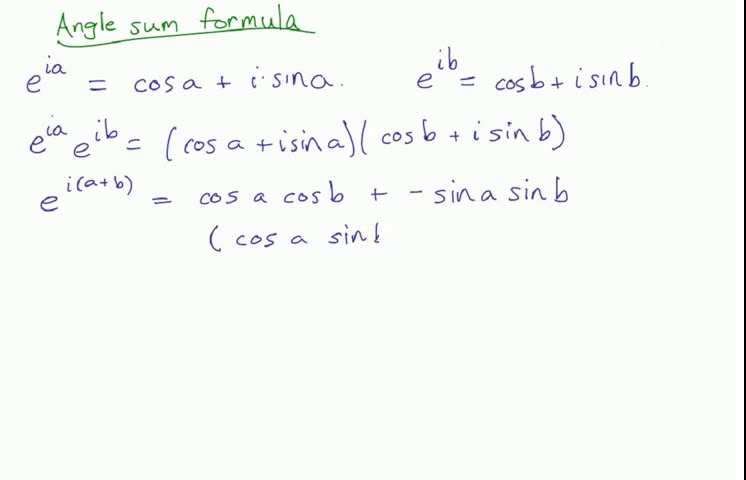 Angle sum formula
e^{ia} = cos a + i·sin a. e^{ib} = cos b + i sin b.
e^{ia} e^{ib} = (cos a + i sin a)(cos b + i sin b)
e^{i(a+b)} = cos a cos b + - sin a sin b
( cos a sin b